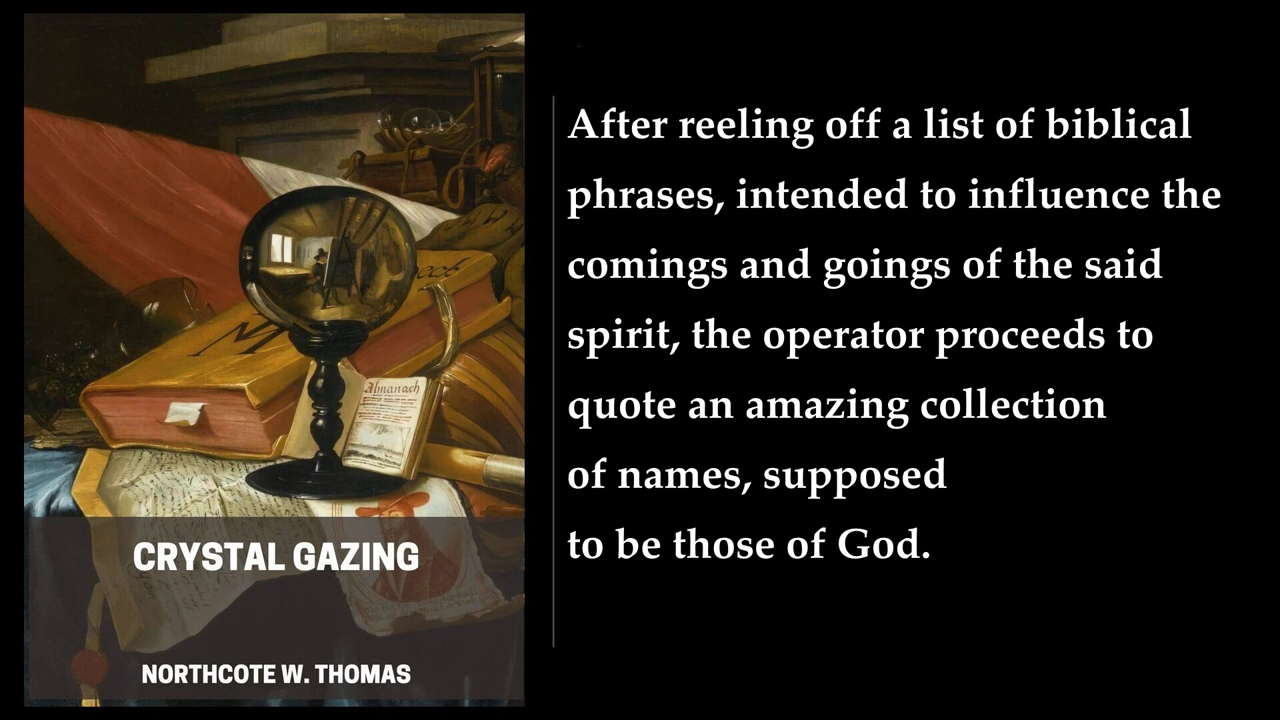 M
Almanach
CRYSTAL GAZING
NORTHCOTE W. THOMAS
After reeling off a list of biblical
phrases, intended to influence the
comings and goings of the said
spirit, the operator proceeds to
quote an amazing collection
of names, supposed
to be those of God.